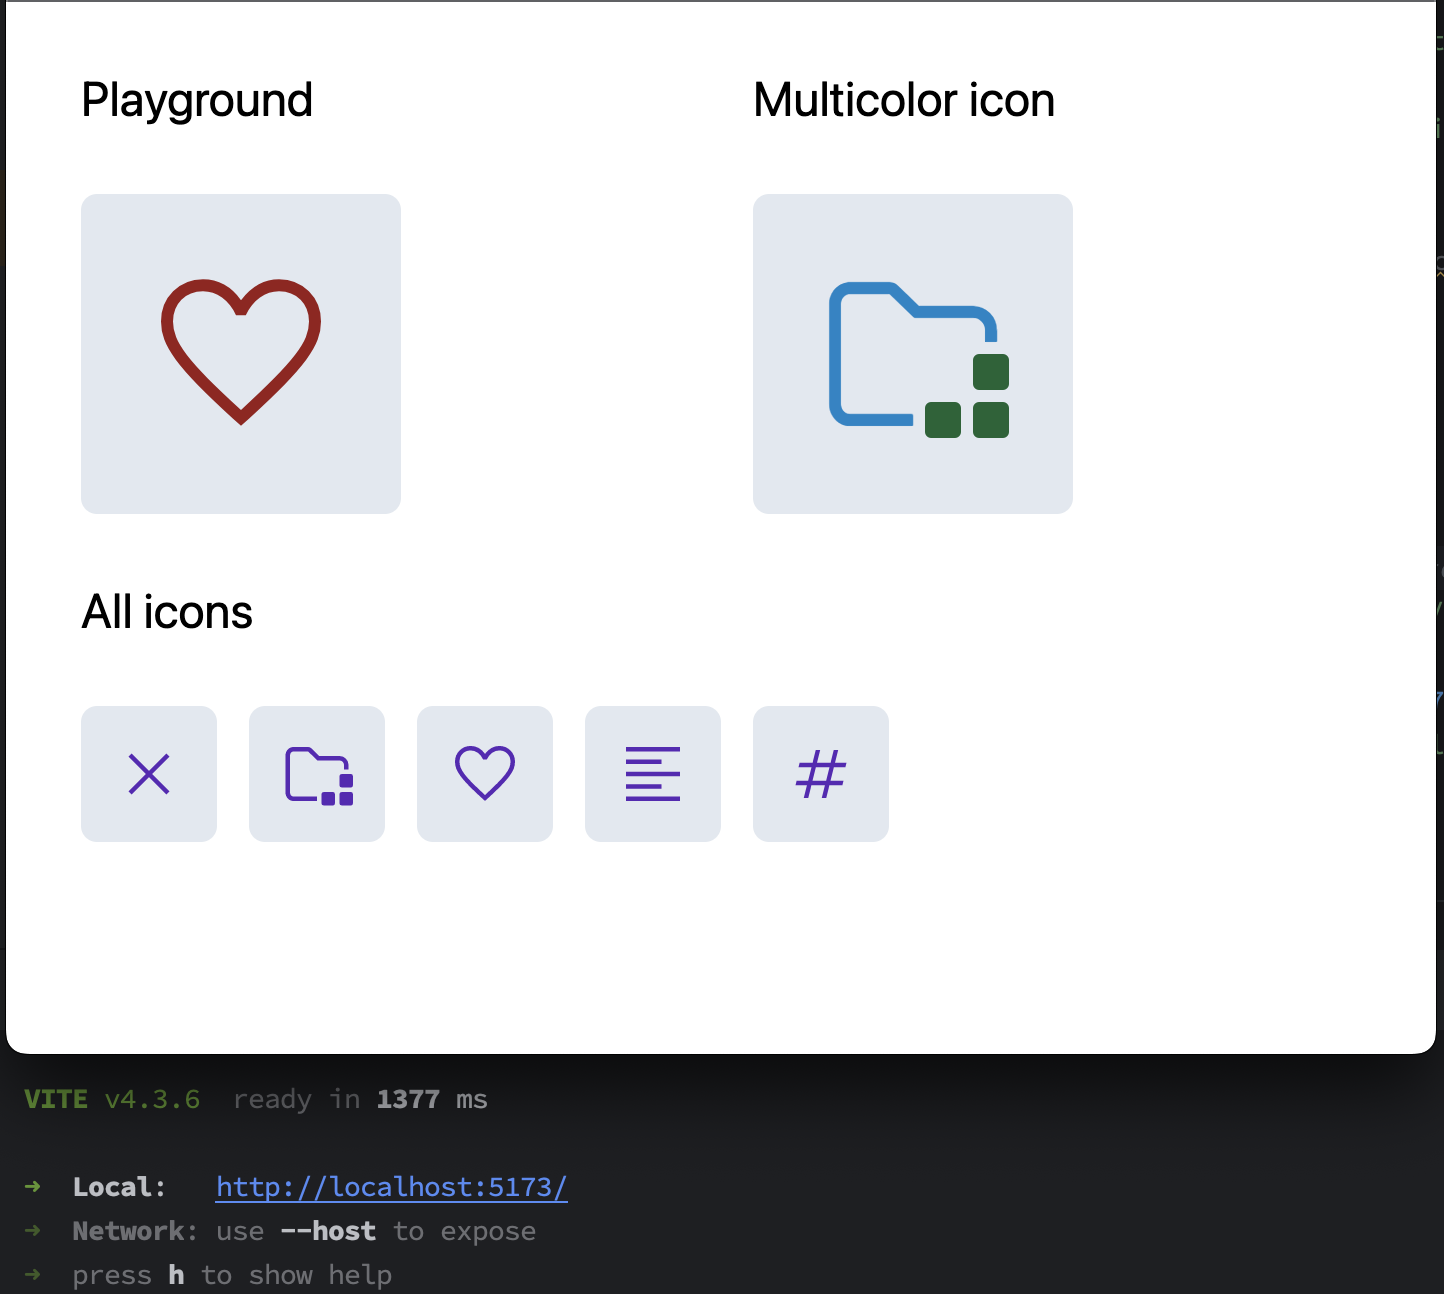 Playground
Multicolor icon
All icons
VITE v4.3.6 ready in 1377 ms
➜ Local: http://localhost:5173/
➜ Network: use --host to expose
➜ press h to show help